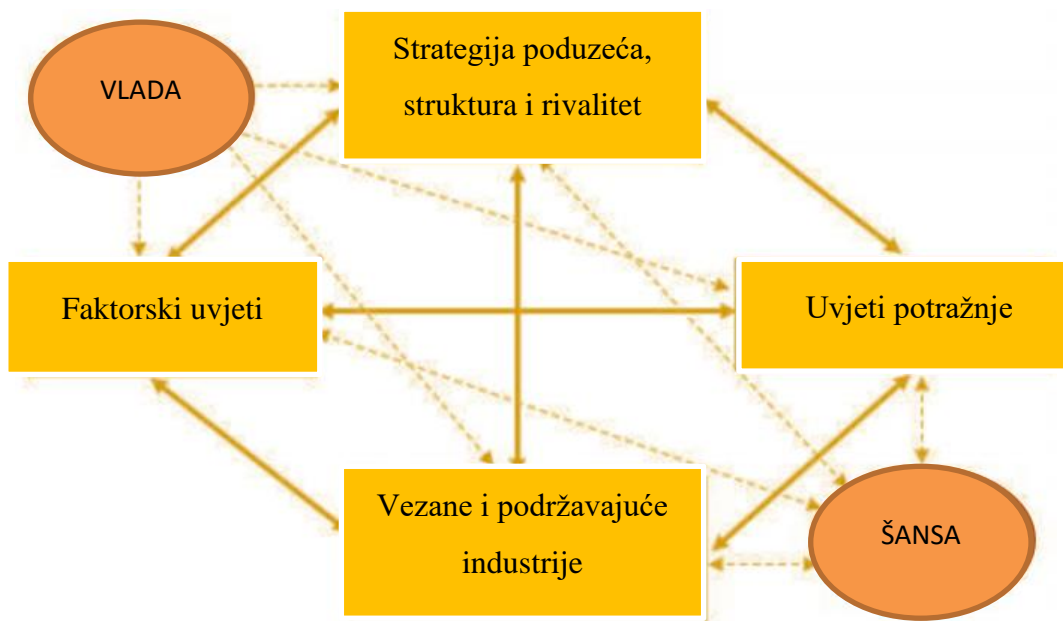 VLADA
Strategija poduzeća,
struktura i rivalitet
Faktorski uvjeti
Uvjeti potražnje
Vezane i podržavajuće
industrije
ŠANSA